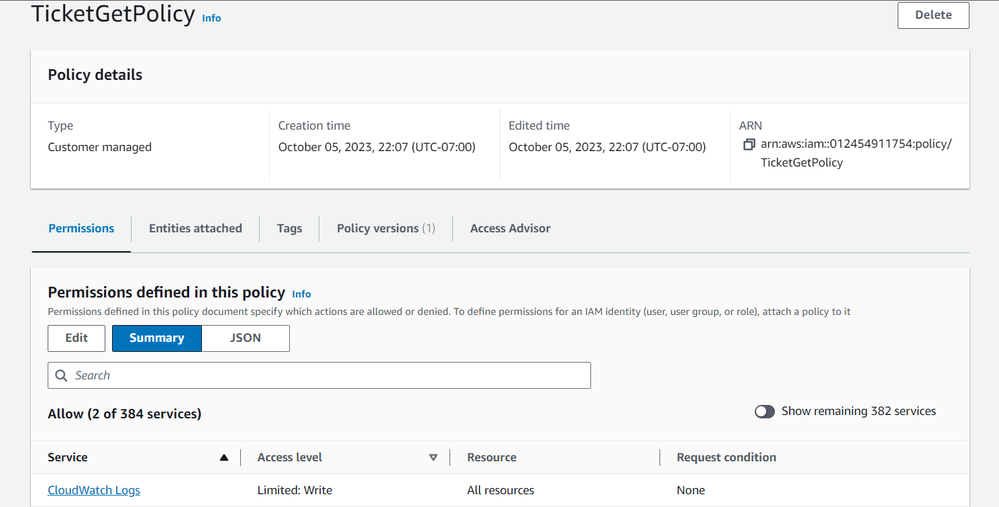 TicketGetPolicy Info
Delete
Policy details
Type
Customer managed
Creation time
October 05, 2023, 22:07 (UTC-07:00)
Edited time
October 05, 2023, 22:07 (UTC-07:00)
ARN
arn:aws:iam::012454911754:policy/
TicketGetPolicy
Permissions
Entities attached
Tags
Policy versions (1)
Access Advisor
Permissions defined in this policy Info
Permissions defined in this policy document specify which actions are allowed or denied. To define permissions for an IAM identity (user, user group, or role), attach a policy to it
Edit
Summary
JSON
Search
Allow (2 of 384 services)
Show remaining 382 services
Service
Access level
Resource
Request condition
CloudWatch Logs
Limited: Write
All resources
None